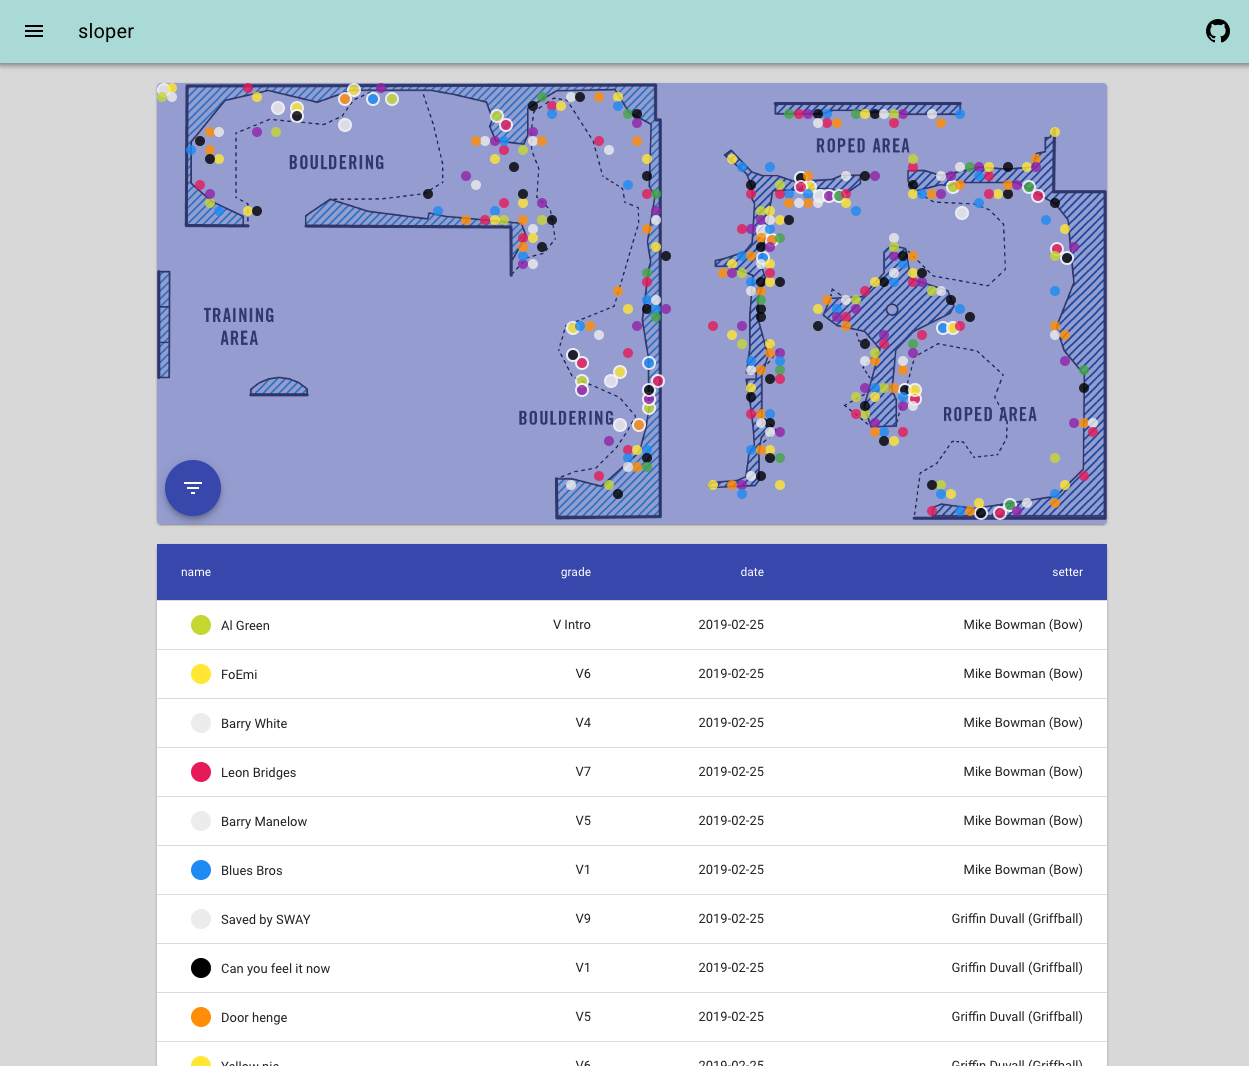 sloper
ROPED AREA
BOULDERING
TRAINING
AREA
BOULDERING
ROPED AREA
name grade date setter
Al Green V Intro 2019-02-25 Mike Bowman (Bow)
FoEmi V6 2019-02-25 Mike Bowman (Bow)
Barry White V4 2019-02-25 Mike Bowman (Bow)
Leon Bridges V7 2019-02-25 Mike Bowman (Bow)
Barry Manelow V5 2019-02-25 Mike Bowman (Bow)
Blues Bros V1 2019-02-25 Mike Bowman (Bow)
Saved by SWAY V9 2019-02-25 Griffin Duvall (Griffball)
Can you feel it now V1 2019-02-25 Griffin Duvall (Griffball)
Door henge V5 2019-02-25 Griffin Duvall (Griffball)
Yellow V6 2019-02-25 Griffin Duvall (Griffball)